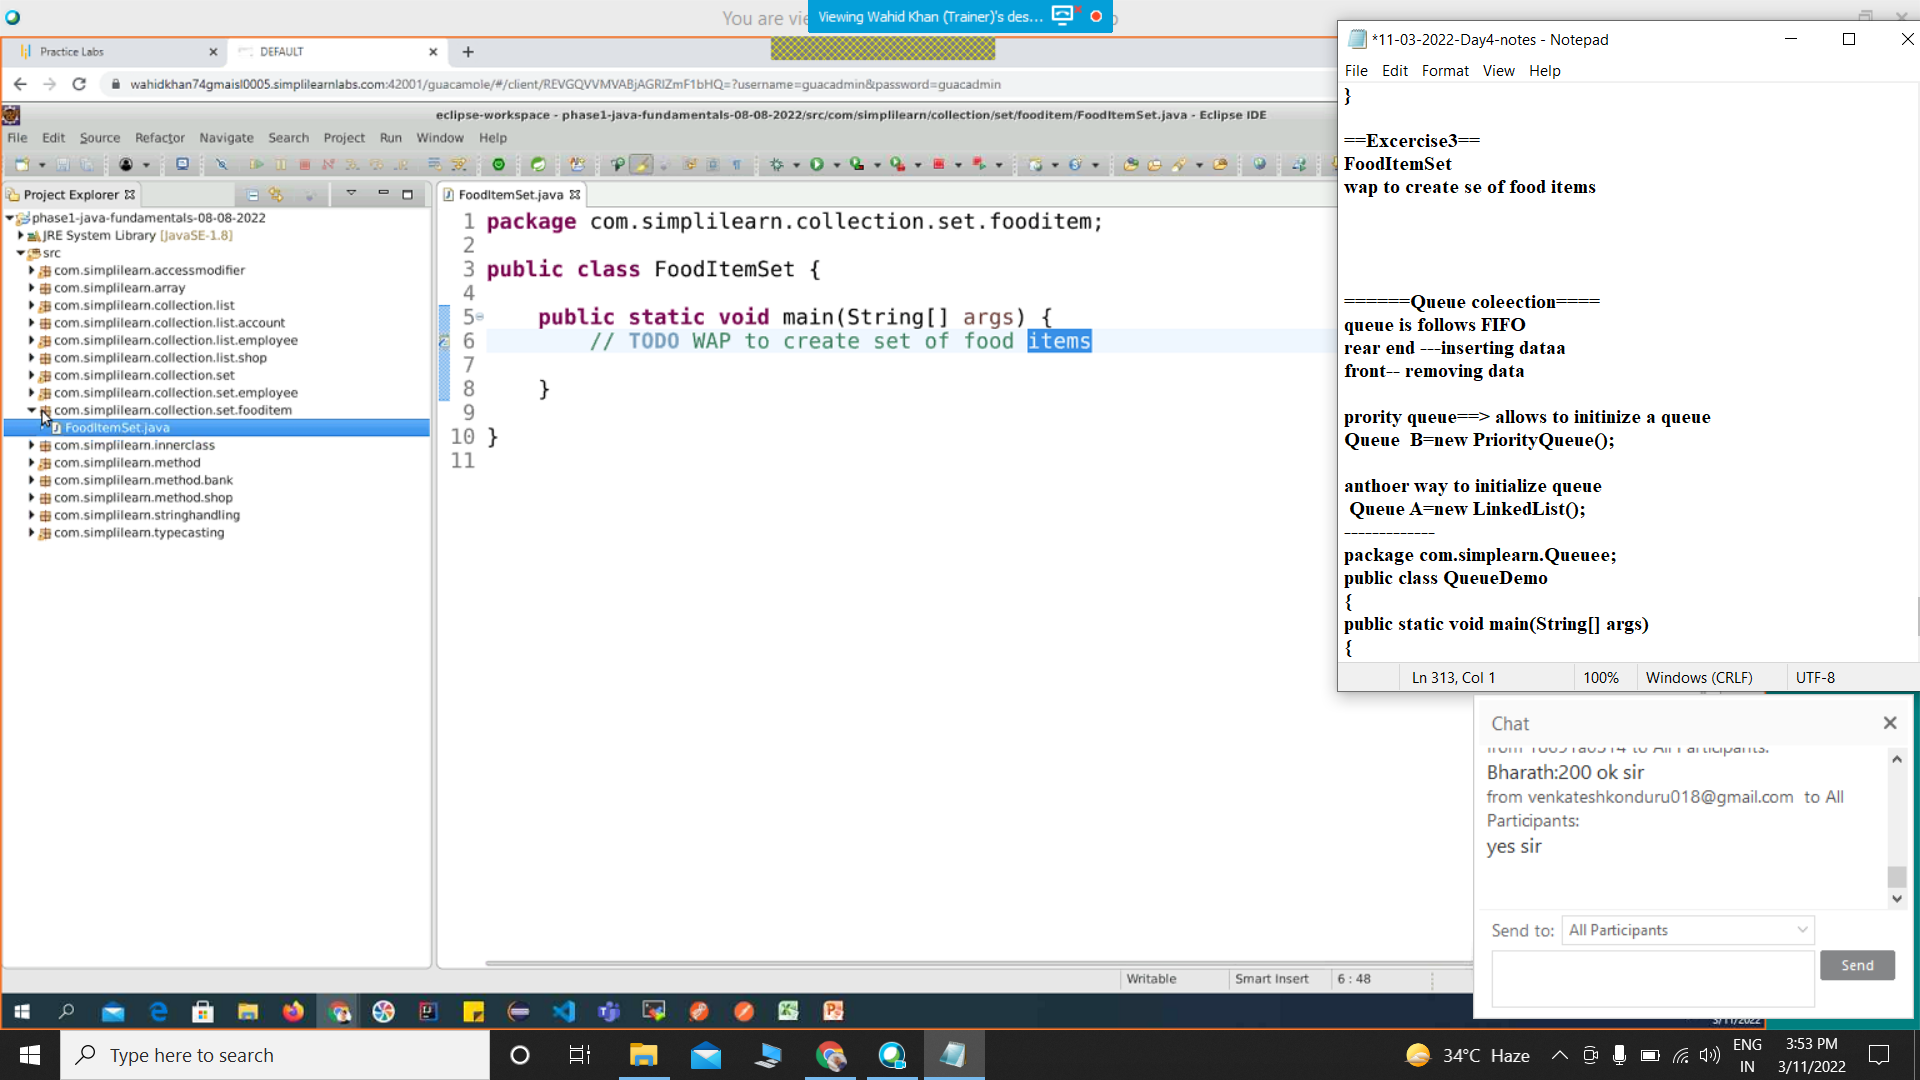 You are vi
Viewing Wahid Khan (Trainer)'s des...
Practice Labs
DEFAULT
wahidkhan74gmaisl0005.simplilearnlabs.com:42001/guacamole/#/client/REVGQVVMVABjAGRIZmF1bHQ=?username=guacadmin&password=guacadmin
eclipse-workspace - phase1-java-fundamentals-08-08-2022/src/com/simplilearn/collection/set/fooditem/FoodItemSet.java - Eclipse IDE
File Edit Source Refactor Navigate Search Project Run Window Help
Project Explorer
phase1-java-fundamentals-08-08-2022
JRE System Library [JavaSE-1.8]
src
com.simplilearn.accessmodifier
com.simplilearn.array
com.simplilearn.collection.list
com.simplilearn.collection.list.account
com.simplilearn.collection.list.employee
com.simplilearn.collection.list.shop
com.simplilearn.collection.set
com.simplilearn.collection.set.employee
com.simplilearn.collection.set.fooditem
FoodItemSet.java
com.simplilearn.innerclass
com.simplilearn.method
com.simplilearn.method.bank
com.simplilearn.method.shop
com.simplilearn.stringhandling
com.simplilearn.typecasting
FoodItemSet.java
1 package com.simplilearn.collection.set.fooditem;
2
3 public class FoodItemSet {
4
5 public static void main(String[] args) {
6 // TODO WAP to create set of food items
7
8 }
9
10 }
11
Writable
Smart Insert
6 : 48
*11-03-2022-Day4-notes - Notepad
File Edit Format View Help
}
==Excercise3==
FoodItemSet
wap to create se of food items
======Queue coleection====
queue is follows FIFO
rear end ---inserting dataa
front-- removing data
prority queue==> allows to initinize a queue
Queue B=new PriorityQueue();
anthoer way to initialize queue
Queue A=new LinkedList();
-------------
package com.simplearn.Queuee;
public class QueueDemo
{
public static void main(String[] args)
{
Ln 313, Col 1
100%
Windows (CRLF)
UTF-8
Chat
to All Participants:
Bharath:200 ok sir
from venkateshkonduru018@gmail.com to All
Participants:
yes sir
Send to: All Participants
Send
3/11/2022
Type here to search
34°C Haze
ENG
IN
3:53 PM
3/11/2022